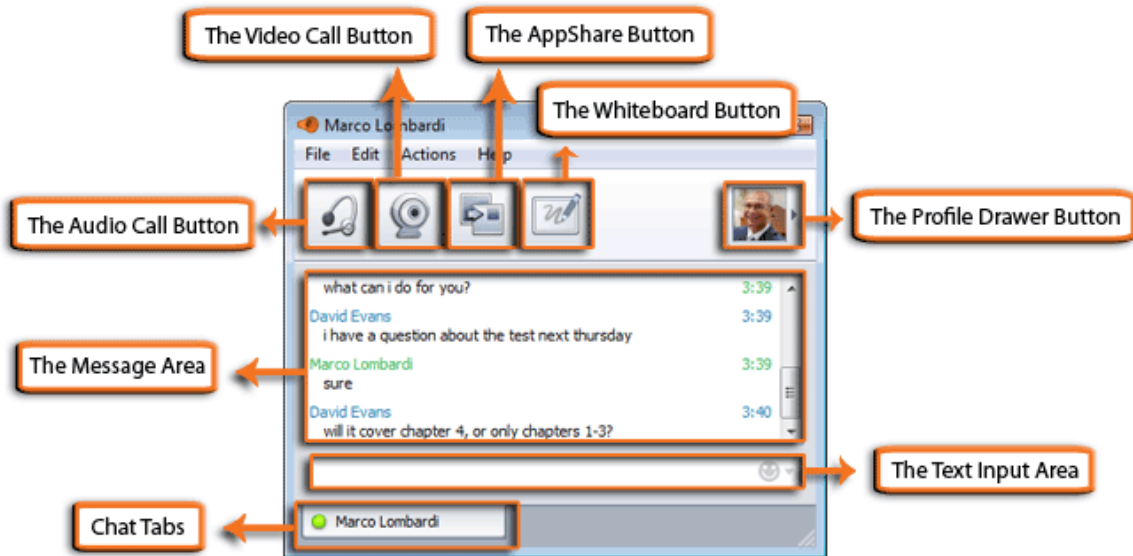 The Video Call Button
The AppShare Button
The Whiteboard Button
Marco Lombardi
File Edit Actions Help
The Audio Call Button
The Profile Drawer Button
what can i do for you? 3:39
David Evans 3:39
i have a question about the test next thursday
The Message Area
Marco Lombardi 3:39
sure
David Evans 3:40
will it cover chapter 4, or only chapters 1-3?
The Text Input Area
Chat Tabs
Marco Lombardi